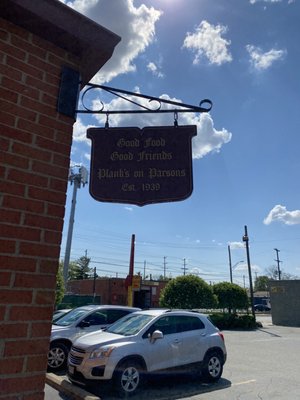 Good Food
Good Friends
Plank's on Parsons
Est. 1939